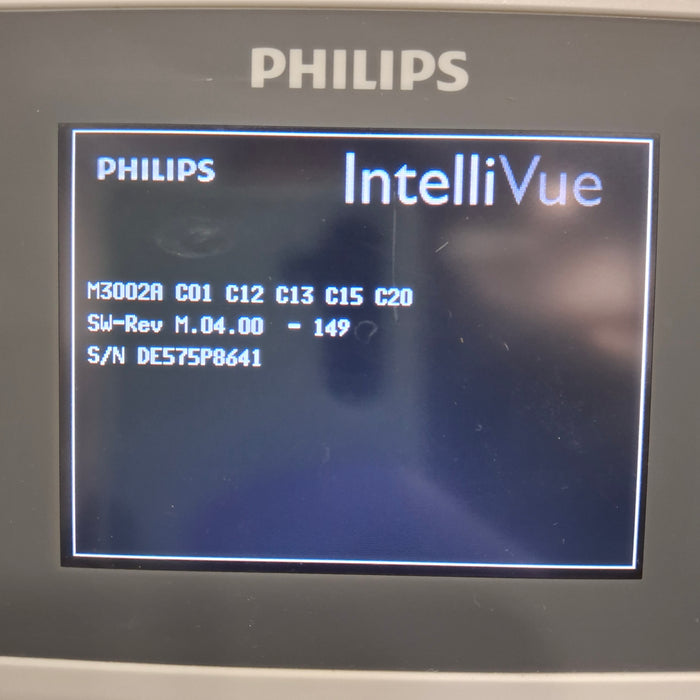 PHILIPS
PHILIPS IntelliVue
M3002A C01 C12 C13 C15 C20
SW-Rev M.04.00 - 149
S/N DE575P8641